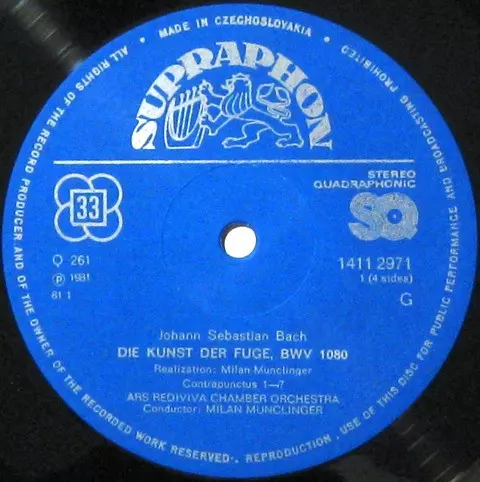 • MADE IN CZECHOSLOVAKIA •
ALL RIGHTS OF THE RECORD PRODUCER AND OF THE OWNER OF THE RECORDED WORK RESERVED • REPRODUCTION, USE OF THIS DISC FOR PUBLIC PERFORMANCE AND BROADCASTING PROHIBITED
SUPRAPHON
33
STEREO
QUADRAPHONIC
SQ
Q 261
℗ 1981
81 1
1411 2971
1 (4 sides)
G
Johann Sebastian Bach
DIE KUNST DER FUGE, BWV 1080
Realization: Milan Munclinger
Contrapunctus 1—7
ARS REDIVIVA CHAMBER ORCHESTRA
Conductor: MILAN MUNCLINGER